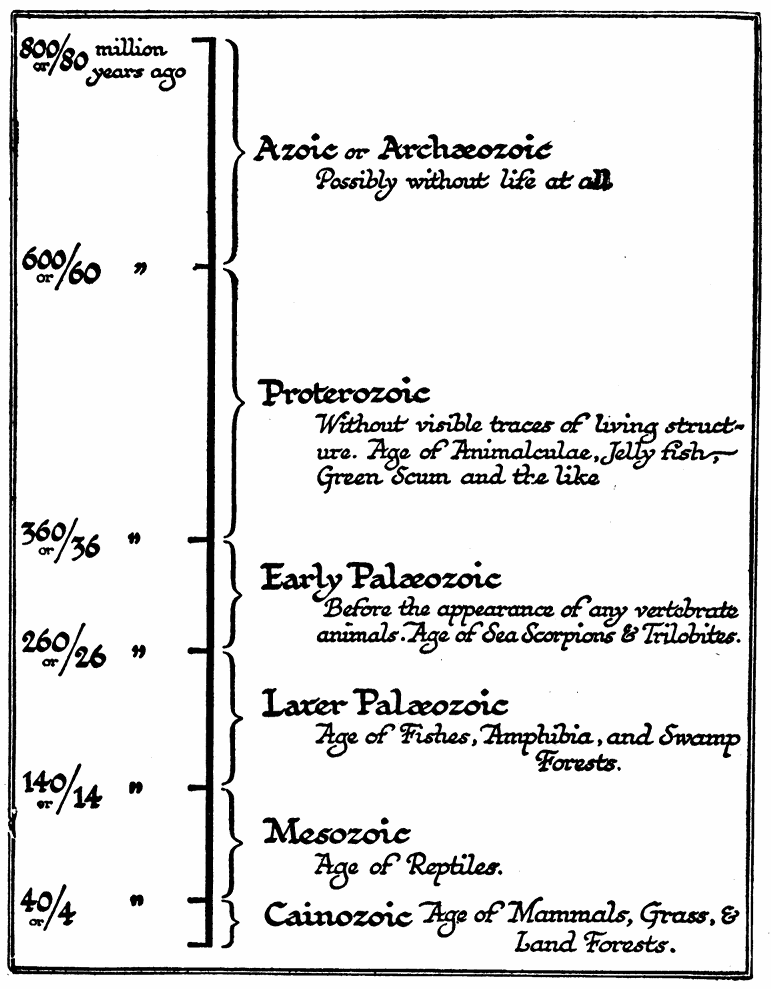 800/80 million
or years ago
Azoic or Archæozoic
Possibly without life at all
600/60 "
or
Proterozoic
Without visible traces of living struct-
ure. Age of Animalculae, Jelly fish,
Green Scum and the like
360/36 "
or
Early Palæozoic
Before the appearance of any vertebrate
animals. Age of Sea Scorpions & Trilobites.
260/26 "
or
Later Palæozoic
Age of Fishes, Amphibia, and Swamp
Forests.
140/14 "
or
Mesozoic
Age of Reptiles.
40/4 "
or
Cainozoic Age of Mammals, Grass, &
Land Forests.